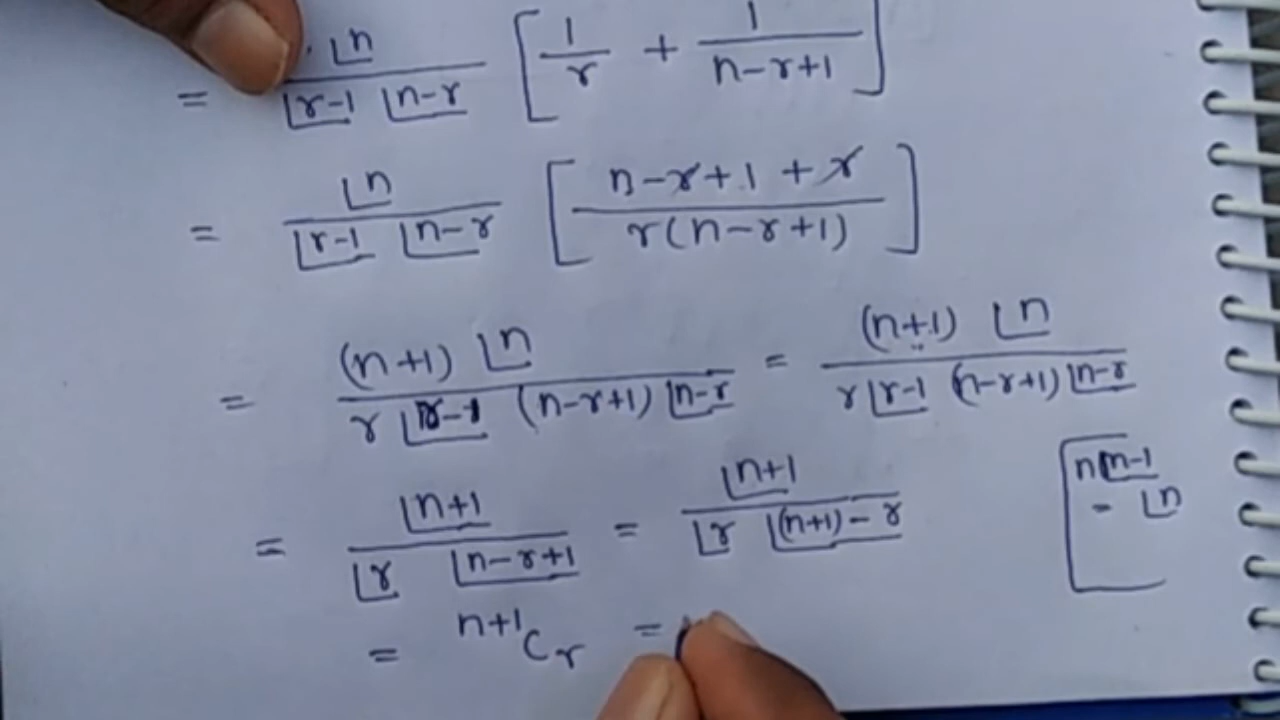 = ⌊n / ⌊r-1 ⌊n-r [ 1/r + 1/n-r+1 ]
= ⌊n / ⌊r-1 ⌊n-r [ n-r+1+r / r(n-r+1) ]
= (n+1) ⌊n / r ⌊r-1 (n-r+1) ⌊n-r = (n+1) ⌊n / r ⌊r-1 (n-r+1) ⌊n-r
= ⌊n+1 / ⌊r ⌊n-r+1 = ⌊n+1 / ⌊r ⌊(n+1)-r
[ n⌊n-1
= ⌊n
= n+1Cr =